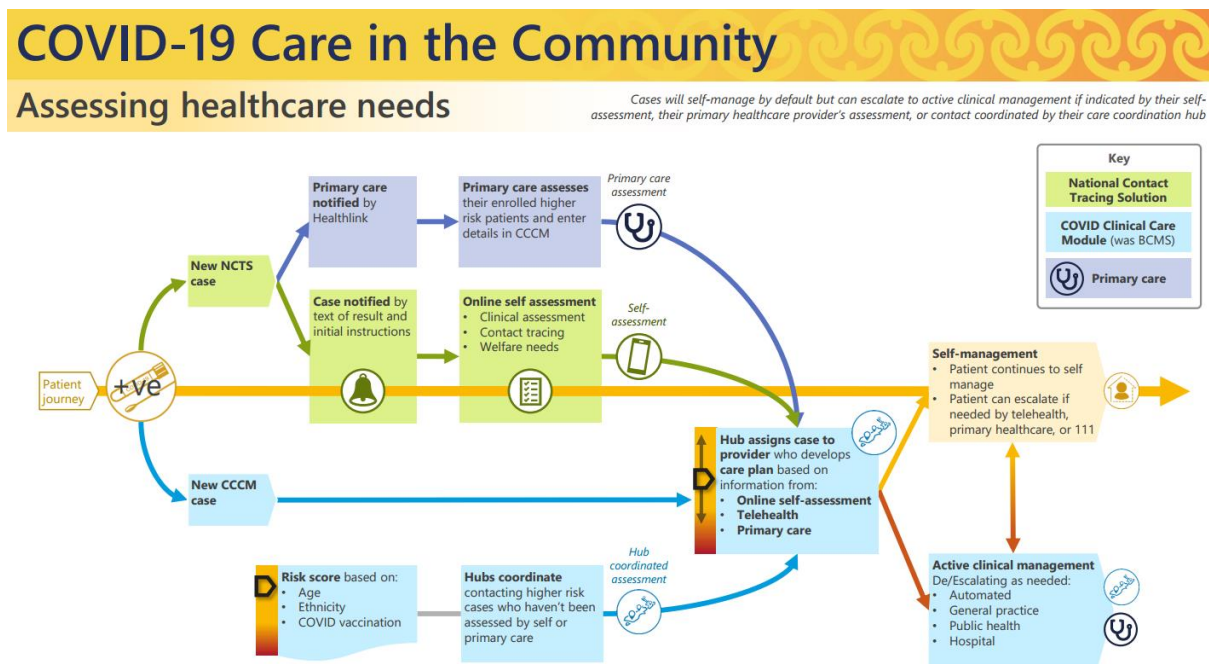 COVID-19 Care in the Community
Assessing healthcare needs
Cases will self-manage by default but can escalate to active clinical management if indicated by their self-
assessment, their primary healthcare provider's assessment, or contact coordinated by their care coordination hub
Key
National Contact
Tracing Solution
COVID Clinical Care
Module (was BCMS)
Primary care
Patient
journey
+ve
New NCTS
case
Primary care
notified by
Healthlink
Primary care assesses
their enrolled higher
risk patients and enter
details in CCCM
Primary care
assessment
Case notified by
text of result and
initial instructions
Online self assessment
• Clinical assessment
• Contact tracing
• Welfare needs
Self-
assessment
New CCCM
case
Hub assigns case to
provider who develops
care plan based on
information from:
• Online self-assessment
• Telehealth
• Primary care
Risk score based on:
• Age
• Ethnicity
• COVID vaccination
Hubs coordinate
contacting higher risk
cases who haven't been
assessed by self or
primary care
Hub
coordinated
assessment
Self-management
• Patient continues to self
manage
• Patient can escalate if
needed by telehealth,
primary healthcare, or 111
Active clinical management
De/Escalating as needed:
• Automated
• General practice
• Public health
• Hospital